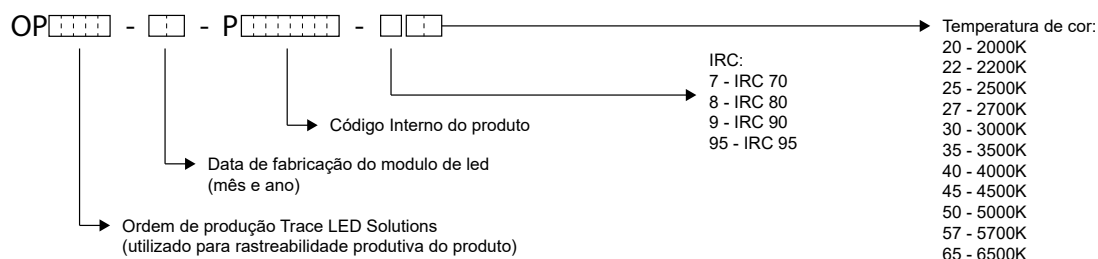 OP - - P -
Temperatura de cor:
20 - 2000K
22 - 2200K
25 - 2500K
27 - 2700K
30 - 3000K
35 - 3500K
40 - 4000K
45 - 4500K
50 - 5000K
57 - 5700K
65 - 6500K
IRC:
7 - IRC 70
8 - IRC 80
9 - IRC 90
95 - IRC 95
Código Interno do produto
Data de fabricação do modulo de led
(mês e ano)
Ordem de produção Trace LED Solutions
(utilizado para rastreabilidade produtiva do produto)